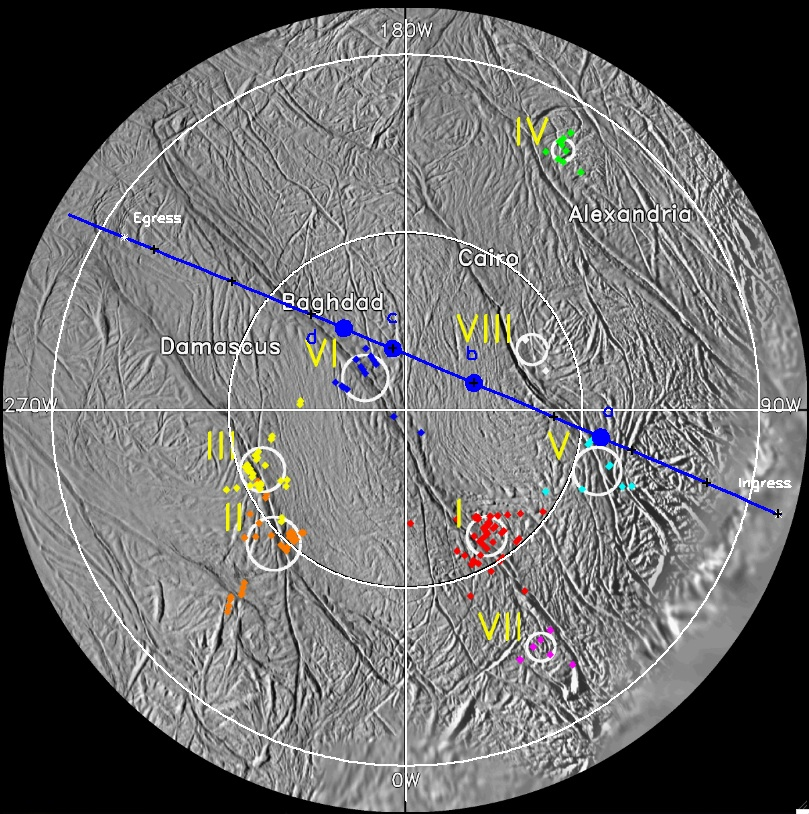 180W
IV
Alexandria
Egress
Cairo
Baghdad
c
VIII
d
Damascus
VI
b
270W
90W
a
III
V
Ingress
II
I
VII
0W